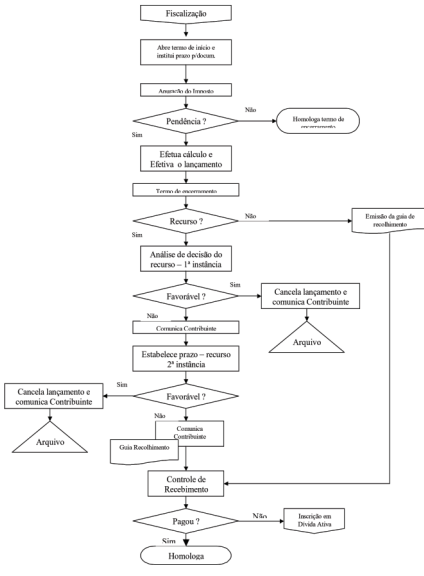 Fiscalização
Abre termo de início e
institui prazo p/docum.
Apuração do Imposto
Não
Pendência ?
Homologa termo de
encerramento
Sim
Efetua cálculo e
Efetiva o lançamento
Termo de encerramento
Não
Recurso ?
Emissão da guia de
recolhimento
Sim
Análise de decisão do
recurso – 1ª instância
Sim
Favorável ?
Cancela lançamento e
comunica Contribuinte
Não
Comunica Contribuinte
Arquivo
Estabelece prazo – recurso
2ª instância
Sim
Favorável ?
Cancela lançamento e
comunica Contribuinte
Não
Comunica
Contribuinte
Arquivo
Guia Recolhimento
Controle de
Recebimento
Pagou ?
Não
Inscrição em
Dívida Ativa
Sim
Homologa